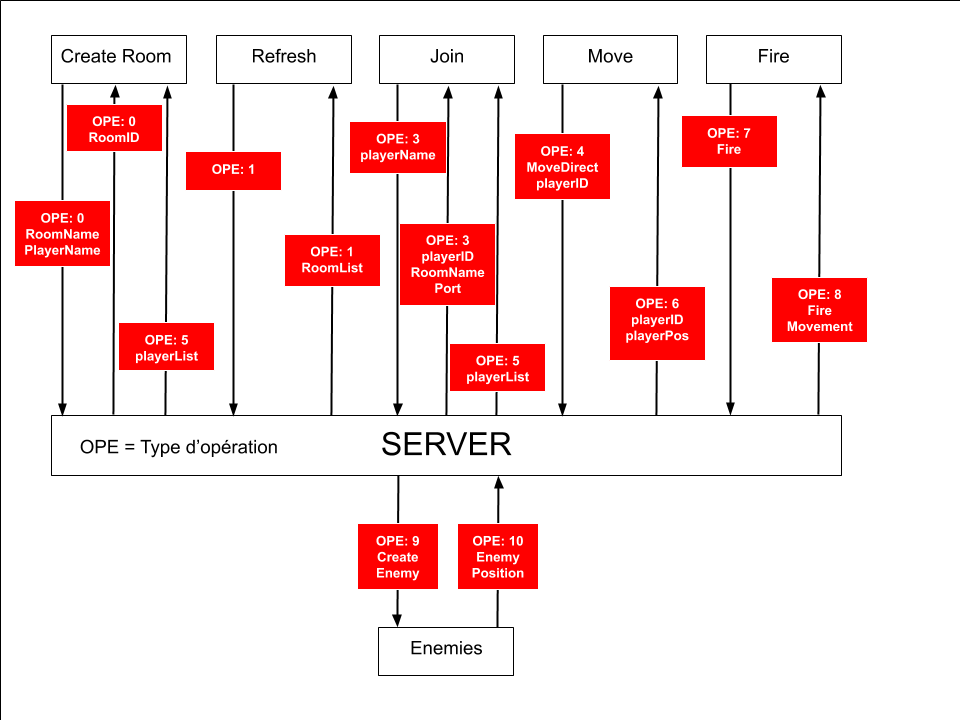 Create Room
Refresh
Join
Move
Fire
OPE: 0
RoomID
OPE: 0
RoomName
PlayerName
OPE: 5
playerList
OPE: 1
OPE: 1
RoomList
OPE: 3
playerName
OPE: 3
playerID
RoomName
Port
OPE: 5
playerList
OPE: 4
MoveDirect
playerID
OPE: 6
playerID
playerPos
OPE: 7
Fire
OPE: 8
Fire
Movement
OPE = Type d’opération
SERVER
OPE: 9
Create
Enemy
OPE: 10
Enemy
Position
Enemies